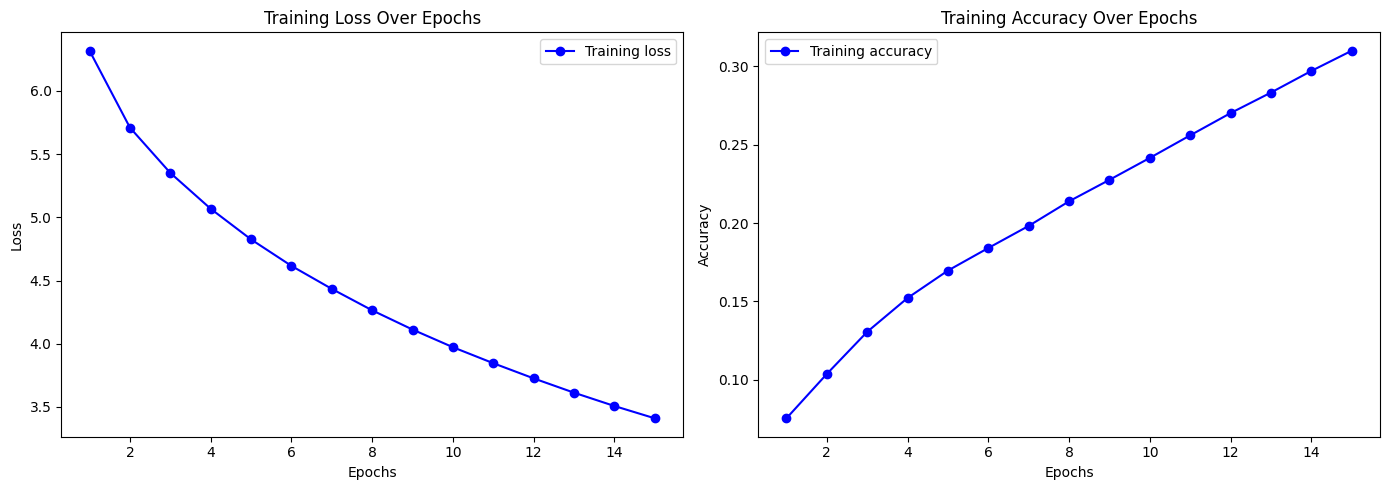 Training Loss Over Epochs
Training loss
6.0
5.5
5.0
4.5
4.0
3.5
Loss
2 4 6 8 10 12 14
Epochs
Training Accuracy Over Epochs
Training accuracy
0.30
0.25
0.20
0.15
0.10
Accuracy
2 4 6 8 10 12 14
Epochs